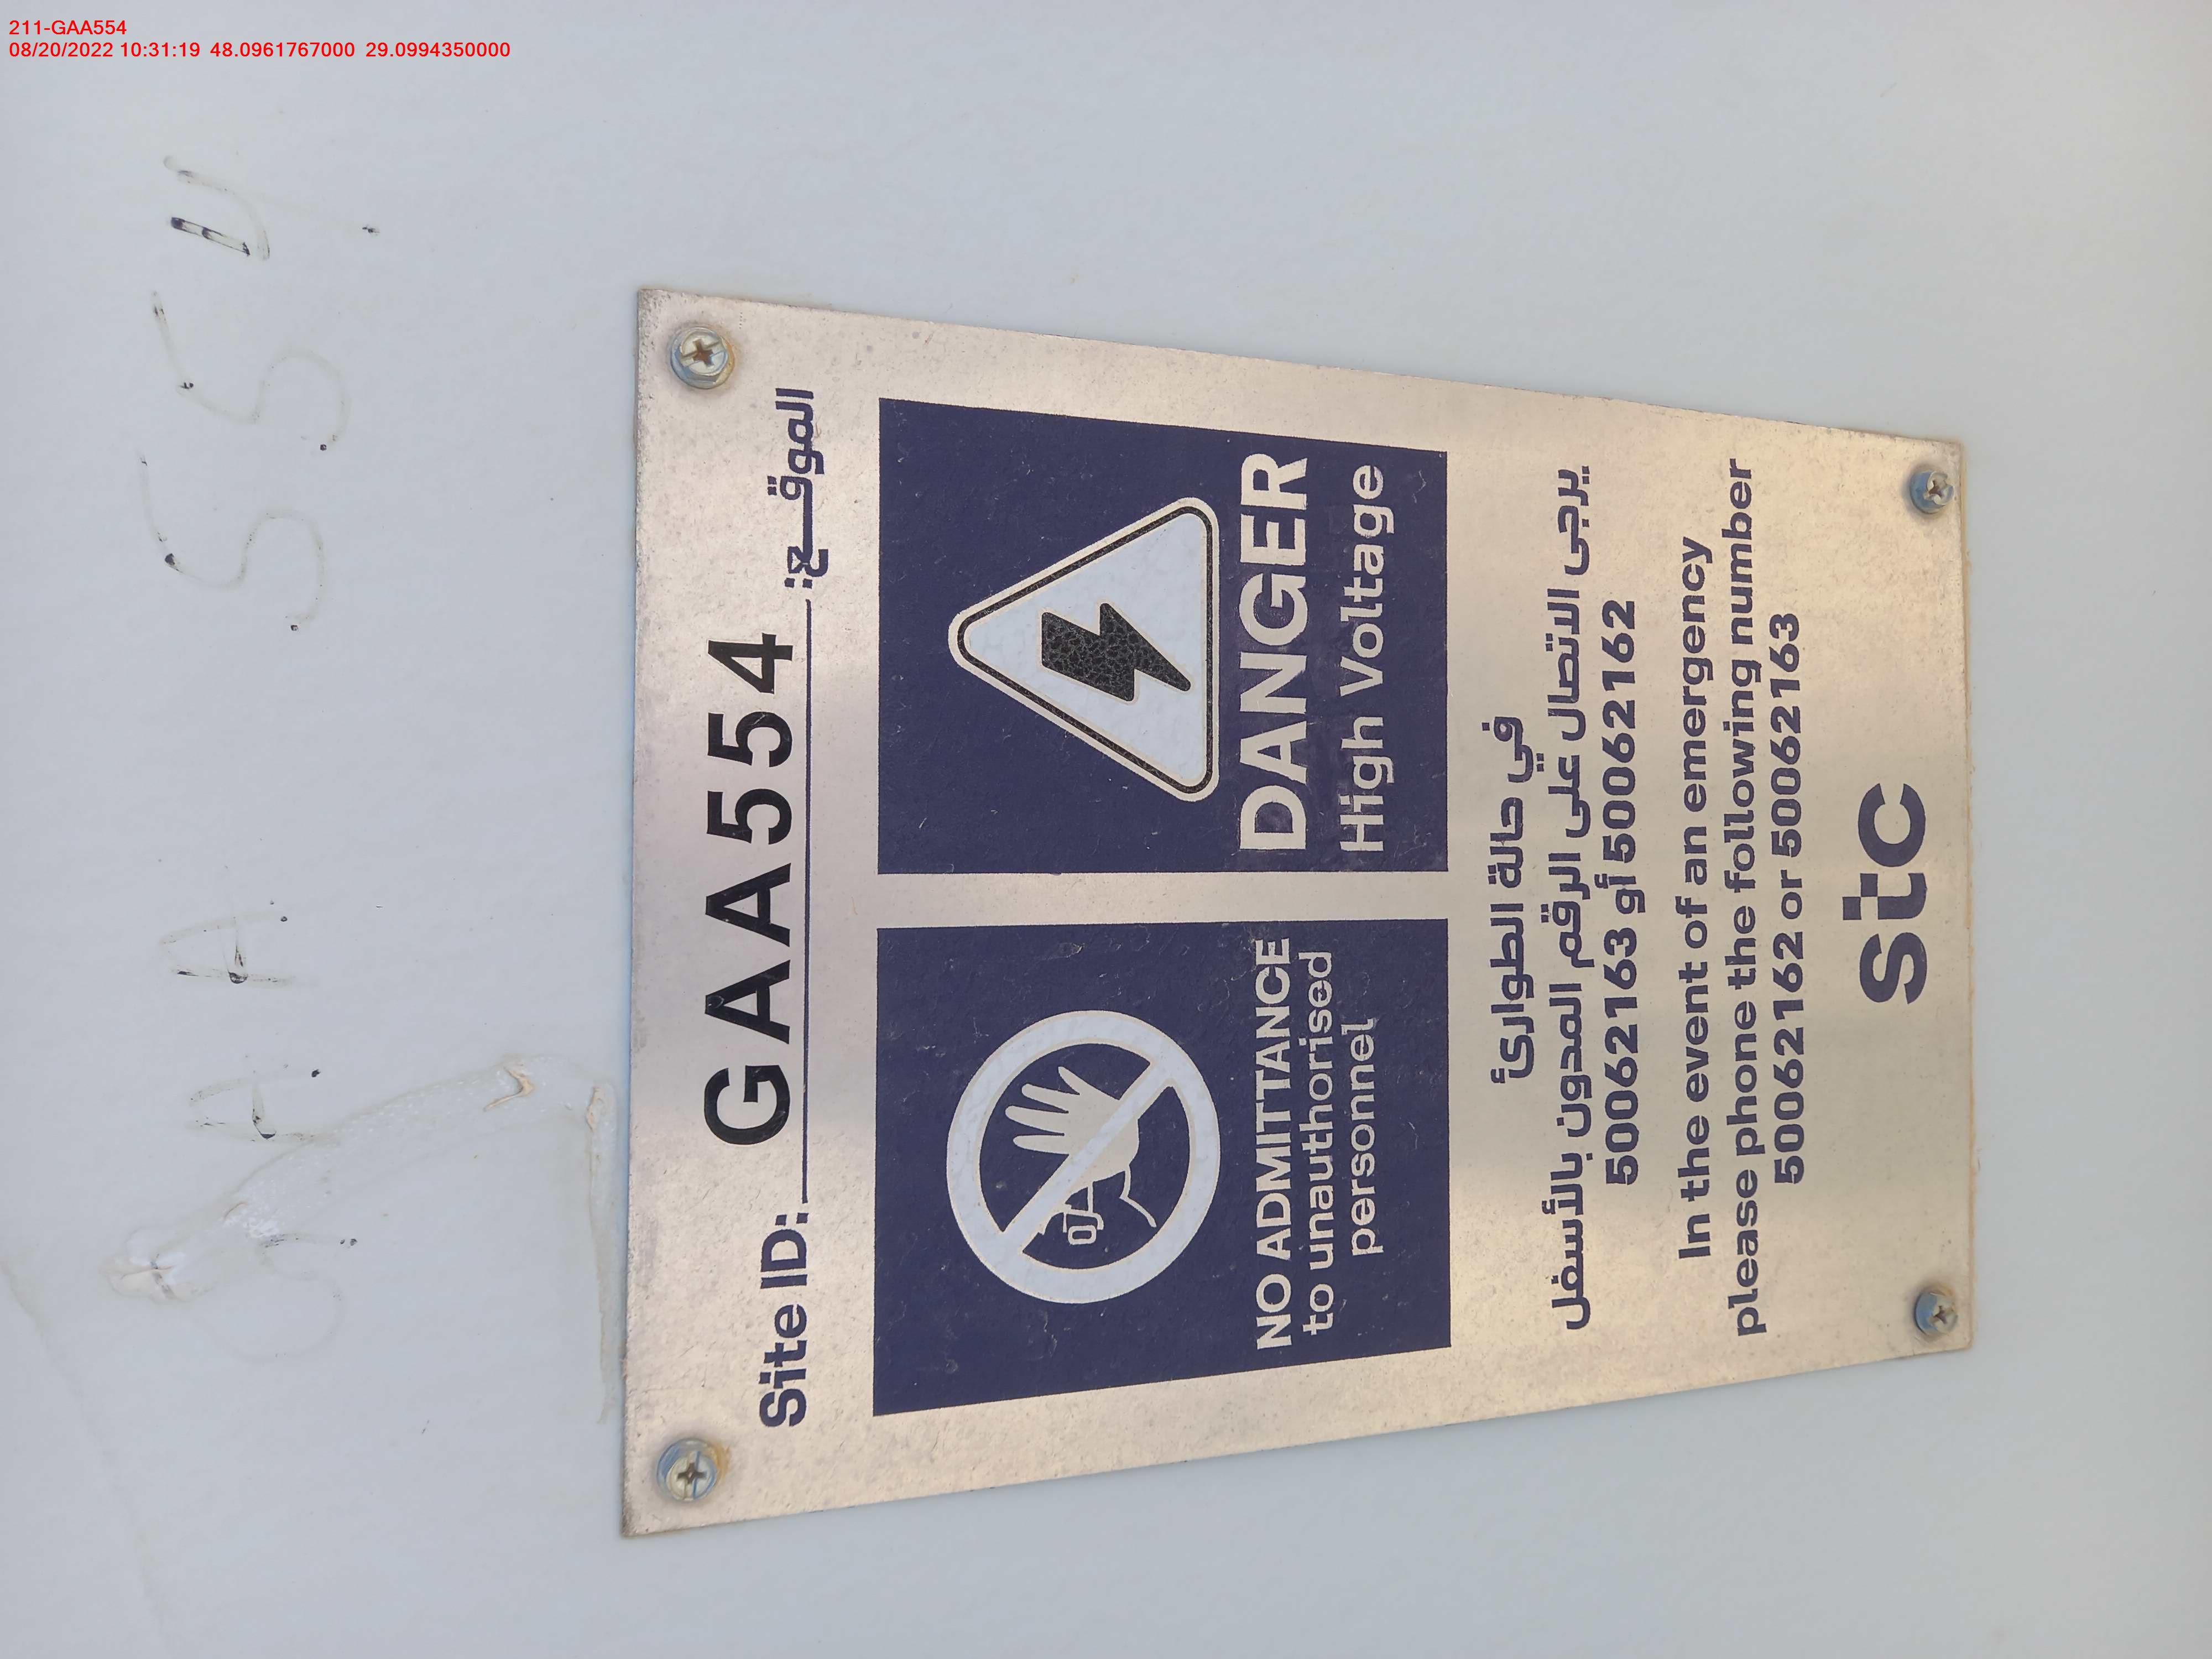 211-GAA554
08/20/2022 10:31:19 48.0961767000 29.0994350000
GAA 554
Site ID: GAA554 الموقع:
NO ADMITTANCE
to unauthorised
personnel
DANGER
High Voltage
في حالة الطوارئ
يرجى الاتصال على الرقم المدون بالأسفل
50062162 أو 50062163
In the event of an emergency
please phone the following number
50062162 or 50062163
stc